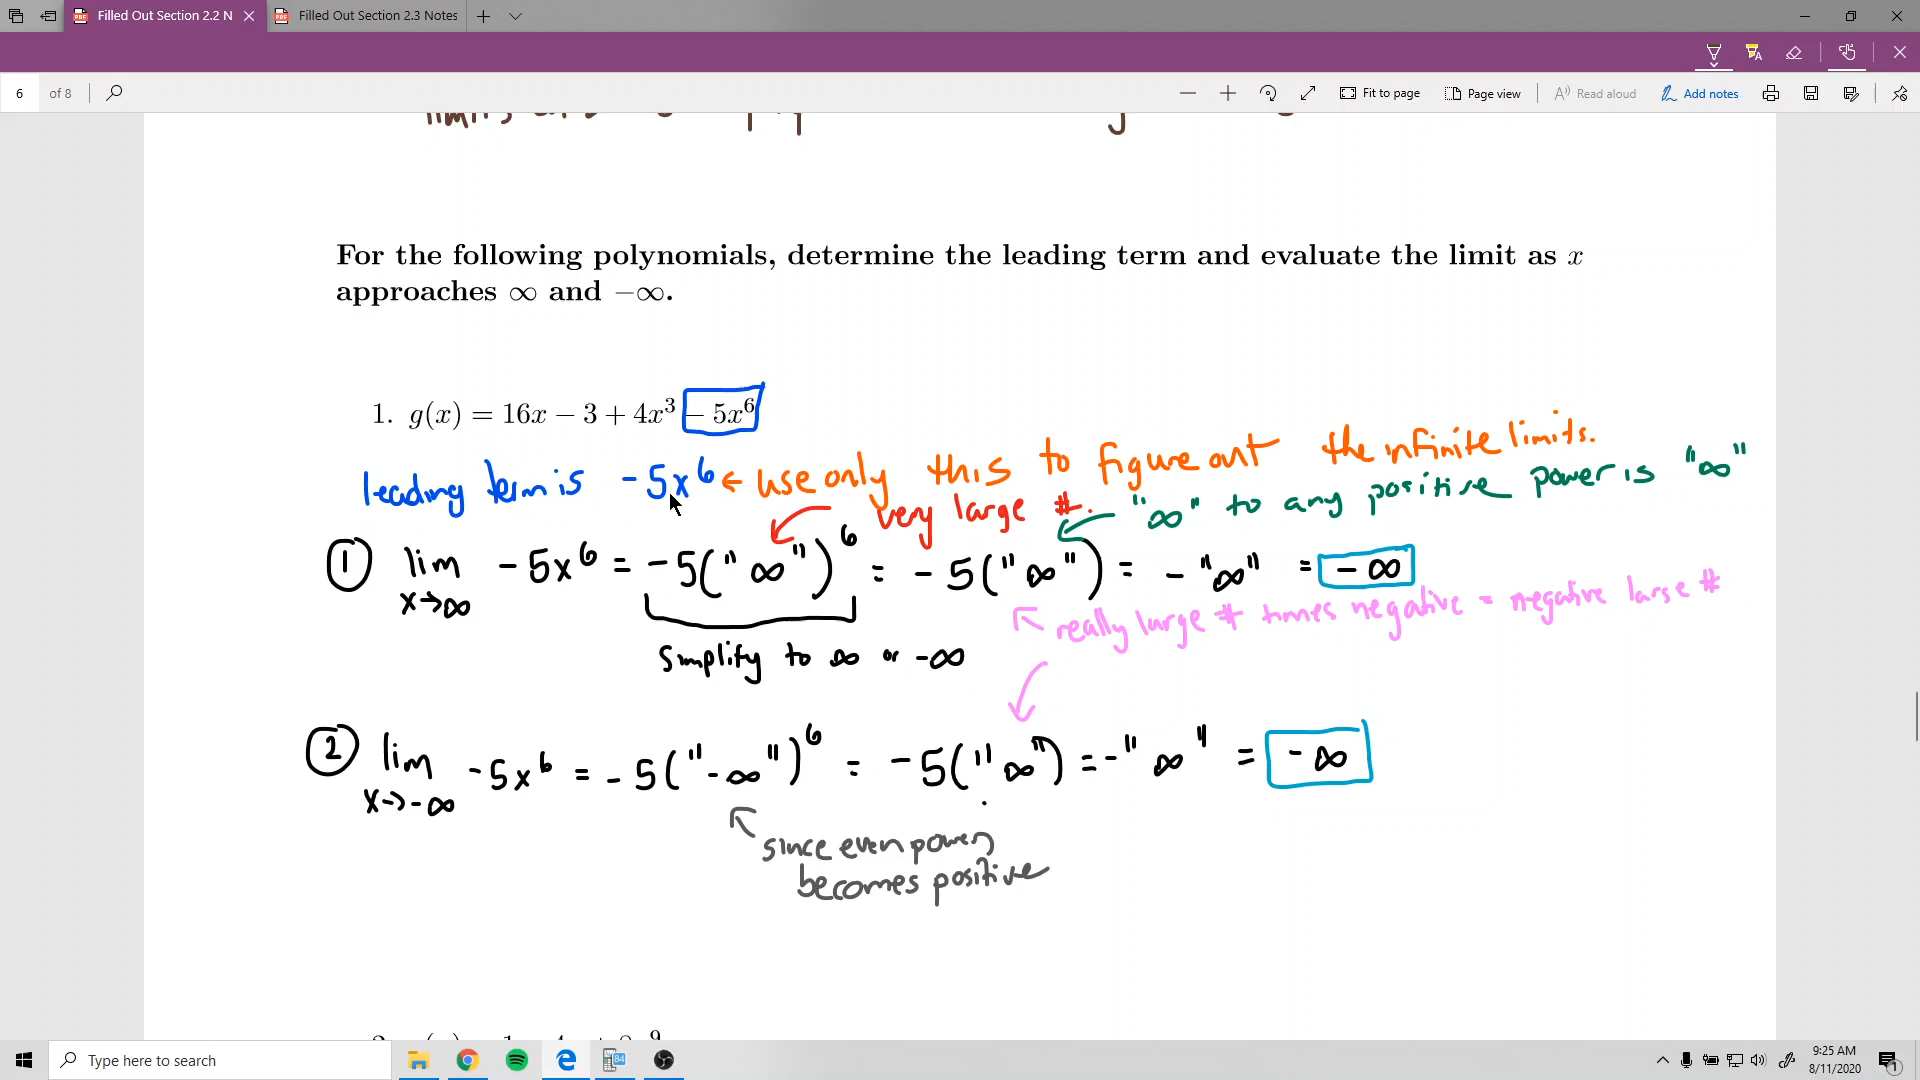 Filled Out Section 2.2 N
Filled Out Section 2.3 Notes
6 of 8
Fit to page
Page view
Read aloud
Add notes
For the following polynomials, determine the leading term and evaluate the limit as x
approaches ∞ and −∞.
1. g(x) = 16x − 3 + 4x³ − 5x⁶
leading term is -5x⁶ ← use only this to figure out the infinite limits.
very large #.
"∞" to any positive power is "∞"
① lim x→∞ -5x⁶ = -5("∞")⁶ = -5("∞") = -"∞" = -∞
really large # times negative = negative large #
simplify to ∞ or -∞
② lim x→-∞ -5x⁶ = -5("-∞")⁶ = -5("∞") = -"∞" = -∞
since even power
becomes positive
Type here to search
84
9:25 AM
8/11/2020
1